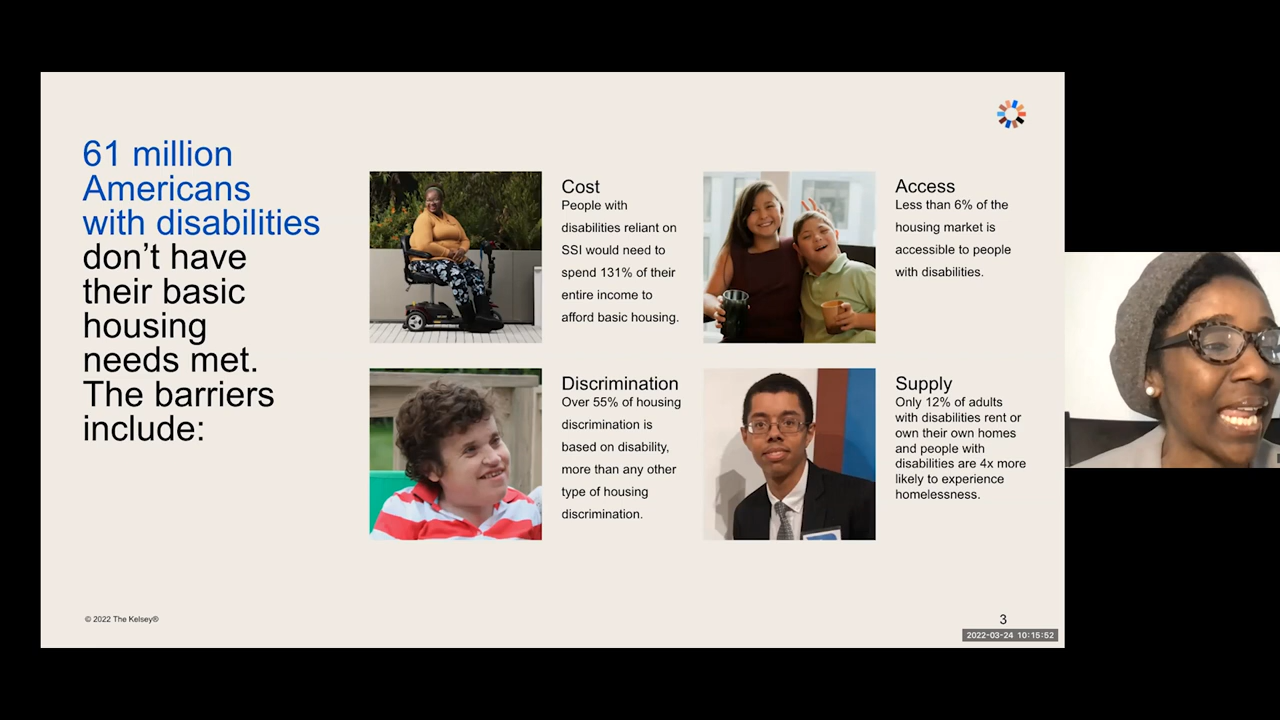 61 million
Americans
with disabilities
don’t have
their basic
housing
needs met.
The barriers
include:
Cost
People with
disabilities reliant on
SSI would need to
spend 131% of their
entire income to
afford basic housing.
Access
Less than 6% of the
housing market is
accessible to people
with disabilities.
Discrimination
Over 55% of housing
discrimination is
based on disability,
more than any other
type of housing
discrimination.
Supply
Only 12% of adults
with disabilities rent or
own their own homes
and people with
disabilities are 4x more
likely to experience
homelessness.
© 2022 The Kelsey®
3
2022-03-24 10:15:52